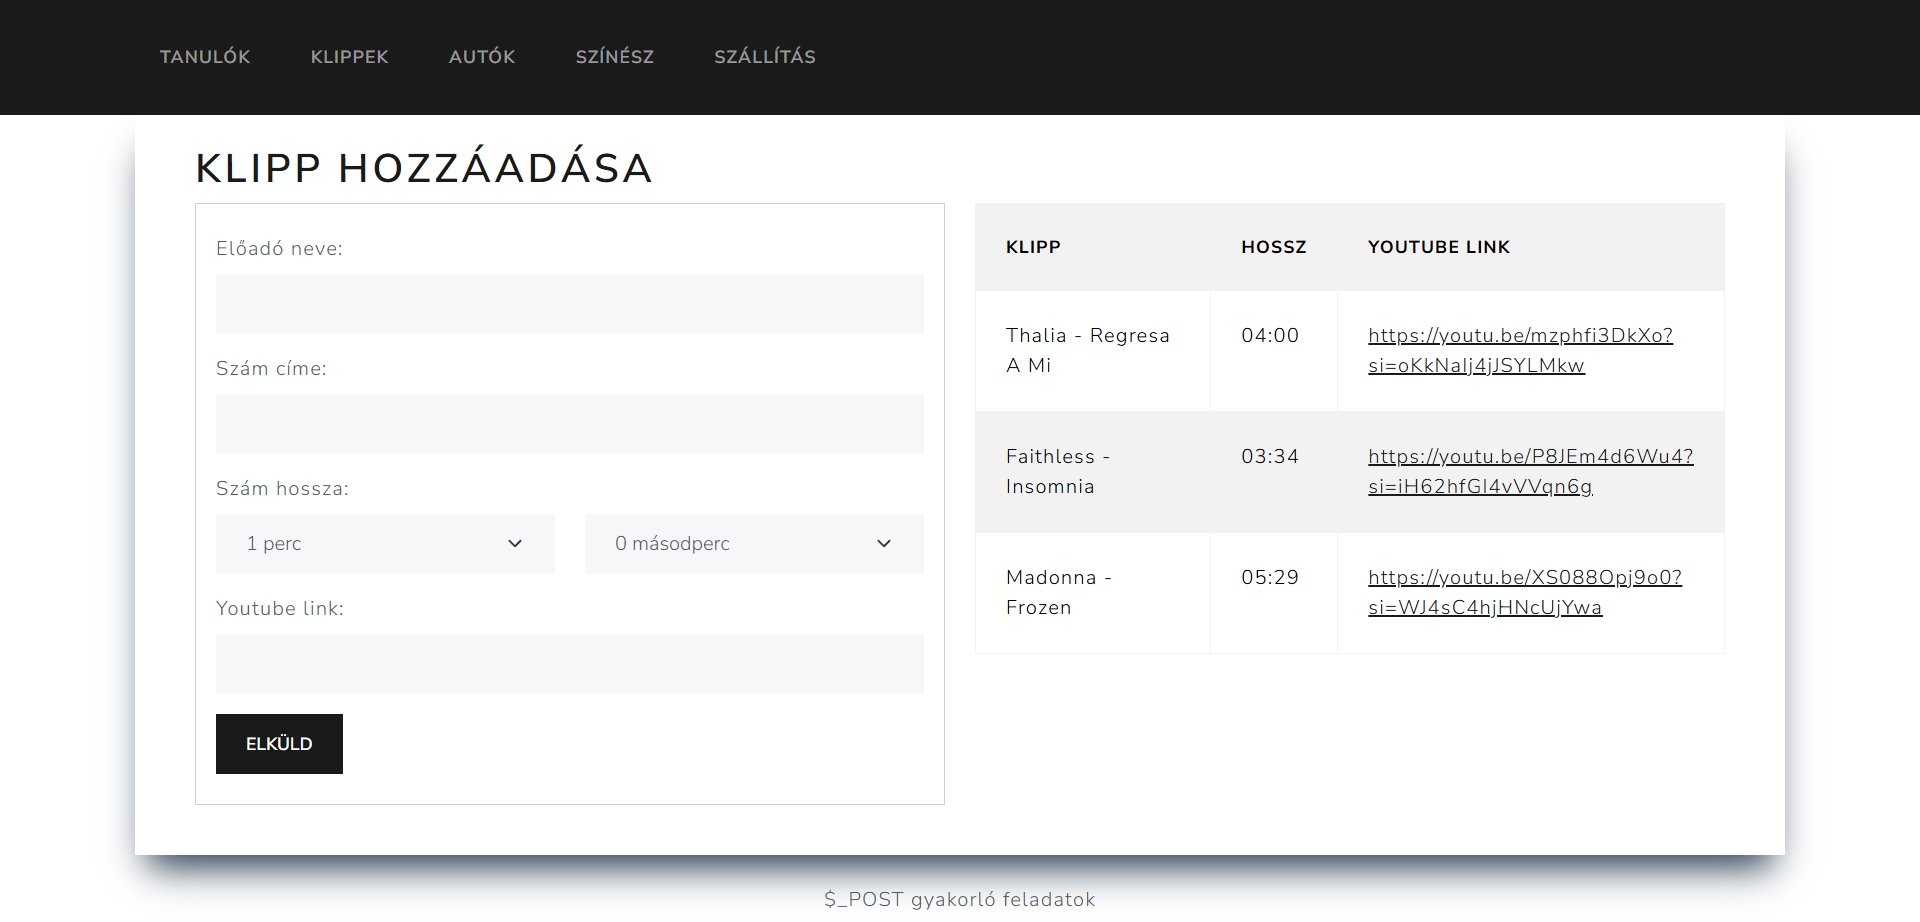 TANULÓK KLIPPEK AUTÓK SZÍNÉSZ SZÁLLÍTÁS
KLIPP HOZZÁADÁSA
Előadó neve:
Szám címe:
Szám hossza:
1 perc 0 másodperc
Youtube link:
ELKÜLD
KLIPP HOSSZ YOUTUBE LINK
Thalia - Regresa 04:00 https://youtu.be/mzphfi3DkXo?
A Mi si=oKkNaIj4jJSYLMkw
Faithless - 03:34 https://youtu.be/P8JEm4d6Wu4?
Insomnia si=iH62hfGI4vVVqn6g
Madonna - 05:29 https://youtu.be/XS088Opj9o0?
Frozen si=WJ4sC4hjHNcUjYwa
$_POST gyakorló feladatok